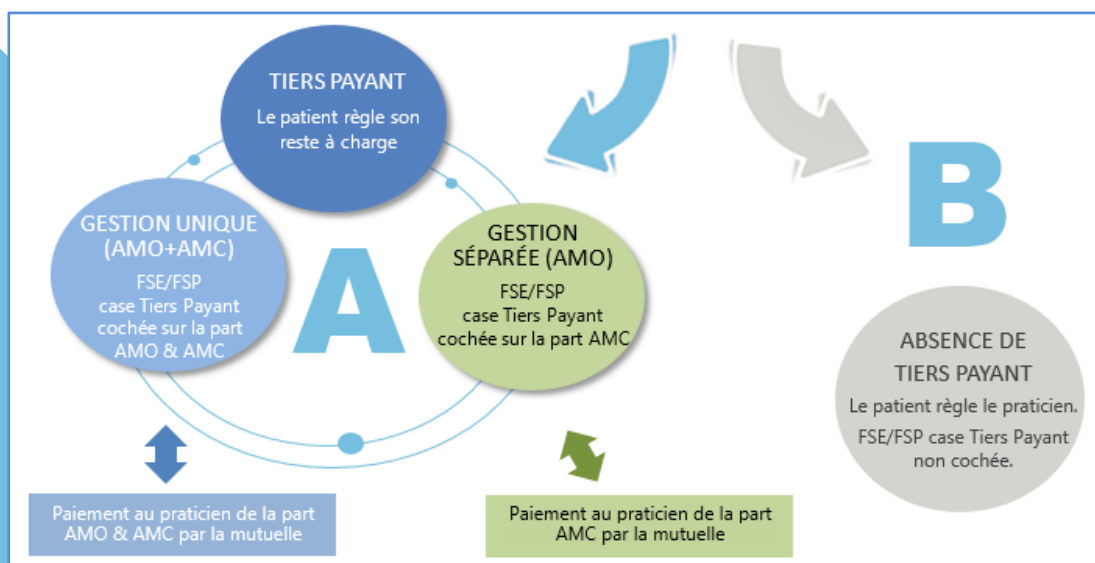 TIERS PAYANT
Le patient règle son
reste à charge
GESTION UNIQUE
(AMO+AMC)
FSE/FSP
case Tiers Payant
cochée sur la part
AMO & AMC
A
GESTION
SÉPARÉE (AMO)
FSE/FSP
case Tiers Payant
cochée sur la part AMC
B
ABSENCE DE
TIERS PAYANT
Le patient règle le praticien.
FSE/FSP case Tiers Payant
non cochée.
Paiement au praticien de la part
AMO & AMC par la mutuelle
Paiement au praticien de la part
AMC par la mutuelle